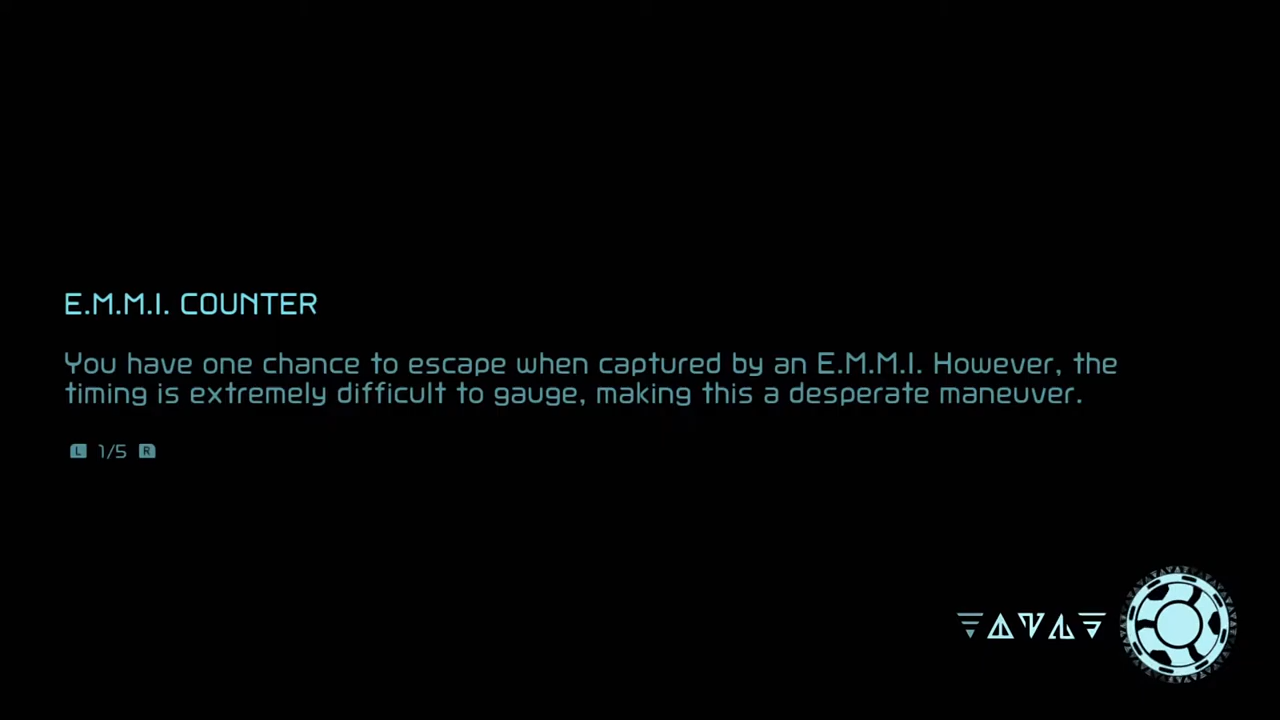 E.M.M.I. COUNTER
You have one chance to escape when captured by an E.M.M.I. However, the
timing is extremely difficult to gauge, making this a desperate maneuver.
L 1/5 R